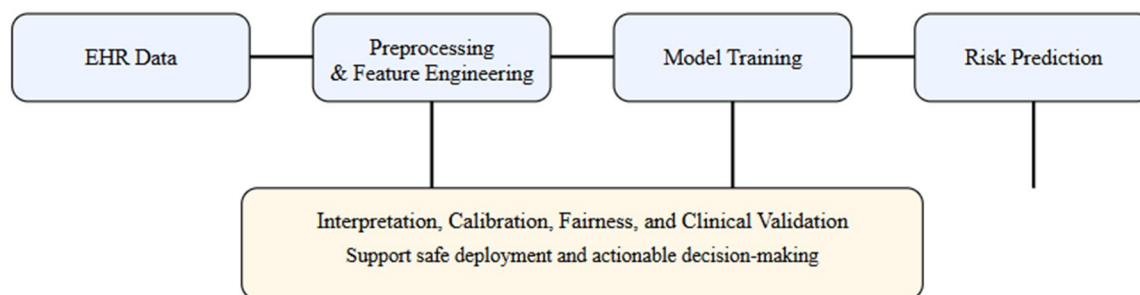 EHR Data
Preprocessing
& Feature Engineering
Model Training
Risk Prediction
Interpretation, Calibration, Fairness, and Clinical Validation
Support safe deployment and actionable decision-making